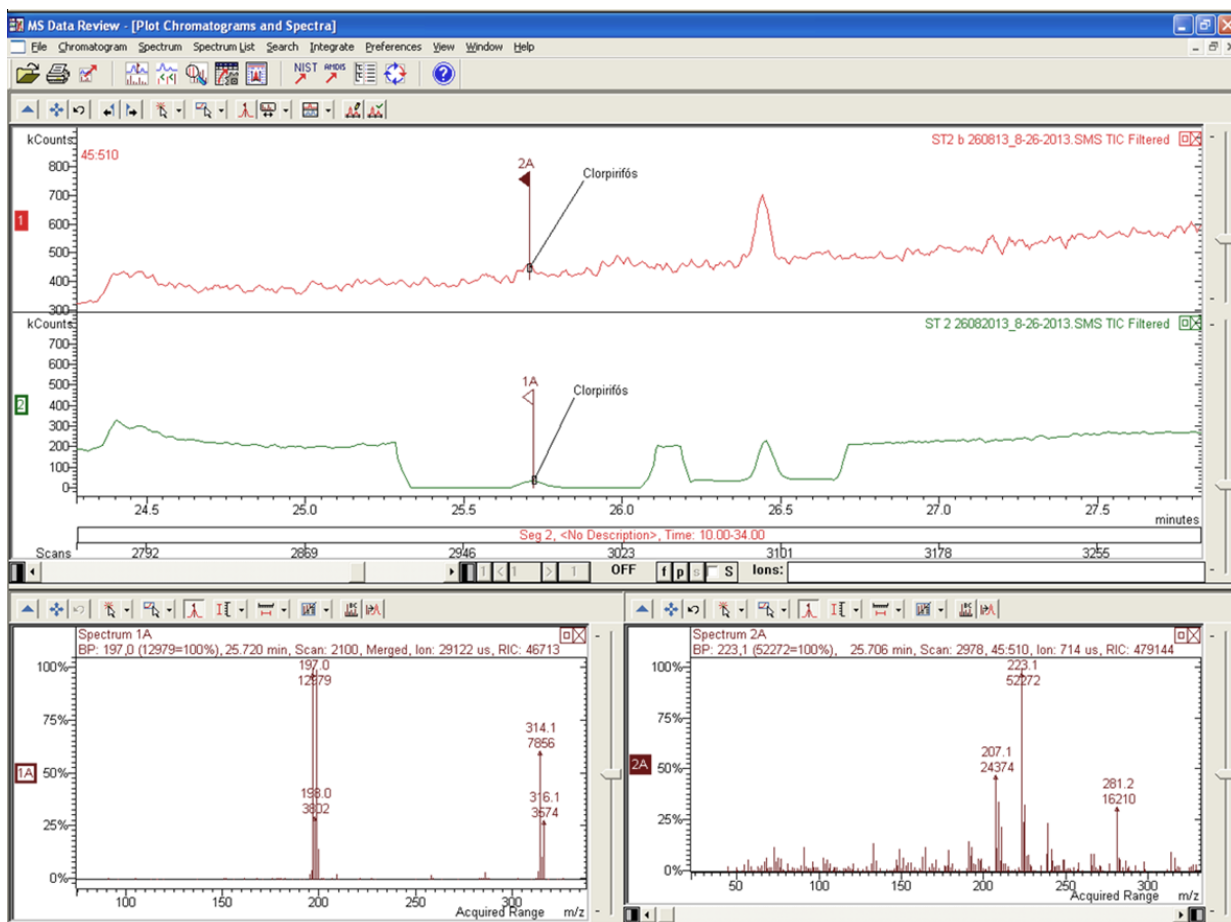 MS Data Review - [Plot Chromatograms and Spectra]
File Chromatogram Spectrum Spectrum List Search Integrate Preferences View Window Help
NIST AMDIS
kCounts
45:510
ST2 b 260813_8-26-2013.SMS TIC Filtered
800
700
600
500
400
300
1
2A
Clorpirifós
kCounts
ST 2 26082013_8-26-2013.SMS TIC Filtered
700
600
500
400
300
200
100
0
2
1A
Clorpirifós
24.5 25.0 25.5 26.0 26.5 27.0 27.5
minutes
Seg 2, <No Description>, Time: 10.00-34.00
Scans 2792 2869 2946 3023 3101 3178 3255
1 < 1 > 1 OFF f p s S Ions:
Spectrum 1A
BP: 197,0 (12979=100%), 25.720 min, Scan: 2100, Merged, Ion: 29122 us, RIC: 46713
100%
75%
50%
25%
0%
1A
197.0
12979
198.0
3802
314.1
7856
316.1
3574
100 150 200 250 300
Acquired Range m/z
Spectrum 2A
BP: 223,1 (52272=100%), 25.706 min, Scan: 2978, 45:510, Ion: 714 us, RIC: 479144
100%
75%
50%
25%
0%
2A
223.1
52272
207.1
24374
281.2
16210
50 100 150 200 250 300
Acquired Range m/z